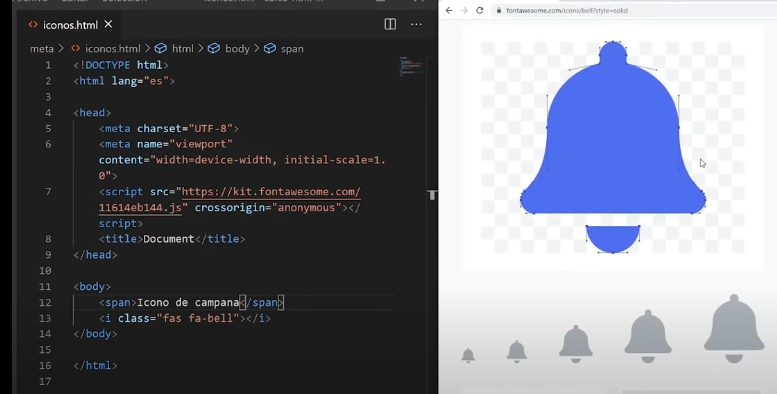 iconos.html
meta > iconos.html > html > body > span
1 <!DOCTYPE html>
2 <html lang="es">
3
4 <head>
5 <meta charset="UTF-8">
6 <meta name="viewport"
content="width=device-width, initial-scale=1.
0">
7 <script src="https://kit.fontawesome.com/
11614eb144.js" crossorigin="anonymous"></
script>
8 <title>Document</title>
9 </head>
10
11 <body>
12 <span>Icono de campana</span>
13 <i class="fas fa-bell"></i>
14 </body>
15
16 </html>
17
T
fontawesome.com/icons/bell?style=solid